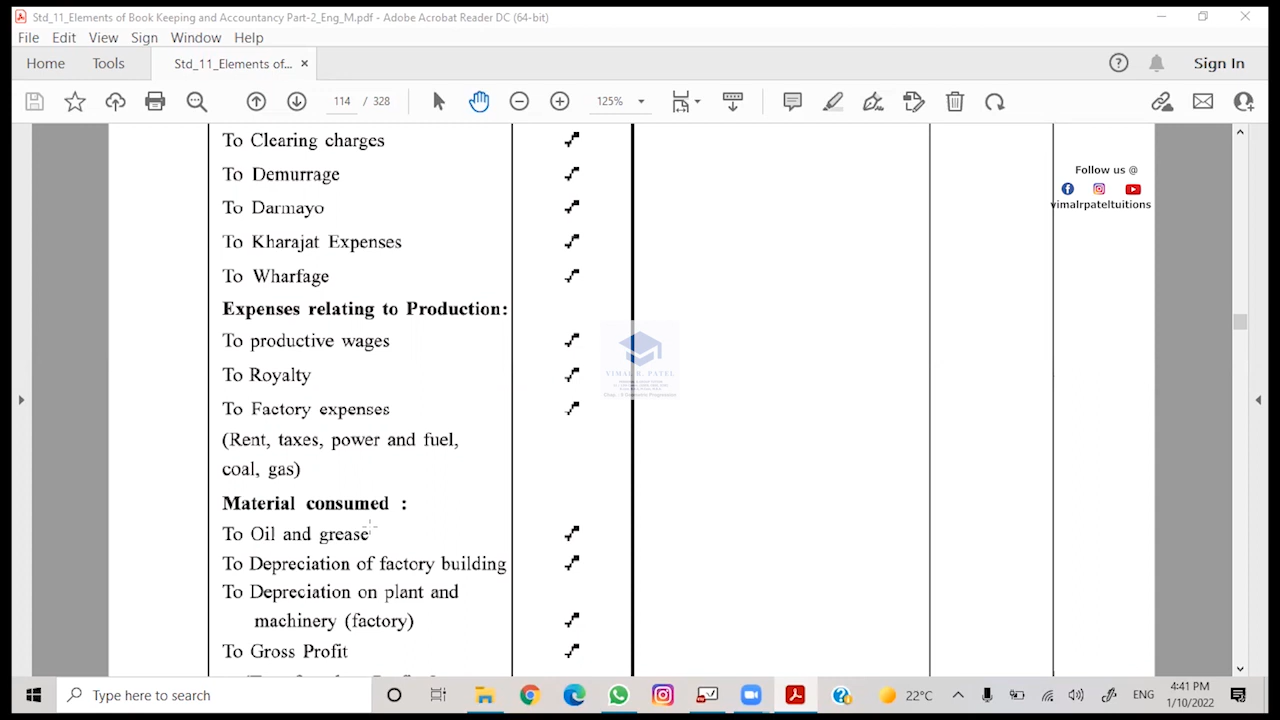 Std_11_Elements of Book Keeping and Accountancy Part-2_Eng_M.pdf - Adobe Acrobat Reader DC (64-bit)
File Edit View Sign Window Help
Home Tools Std_11_Elements of... Sign In
114 / 328 125%
To Clearing charges
To Demurrage
To Darmayo
To Kharajat Expenses
To Wharfage
Expenses relating to Production:
To productive wages
To Royalty
To Factory expenses
(Rent, taxes, power and fuel,
coal, gas)
Material consumed :
To Oil and grease
To Depreciation of factory building
To Depreciation on plant and
machinery (factory)
To Gross Profit
Follow us @
vimalrpateltuitions
VIMAL R. PATEL
Type here to search
22°C ENG 4:41 PM
1/10/2022